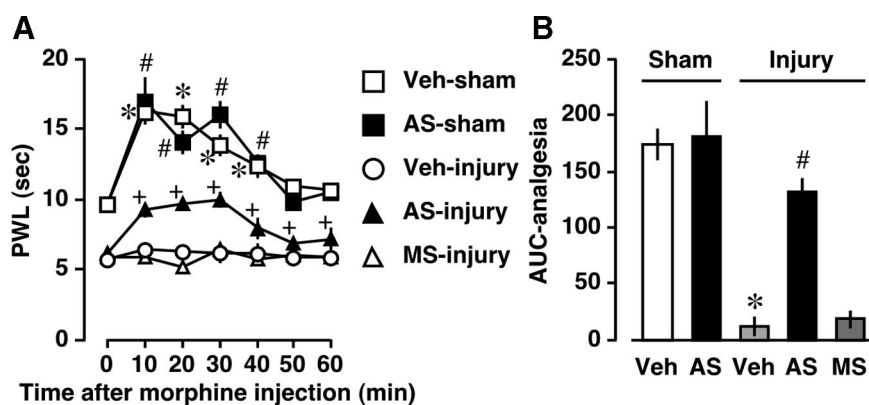 A
20
15
10
5
0
PWL (sec)
#
*
*
#
#
*
*
#
+
+
+
+
+
+
0 10 20 30 40 50 60
Time after morphine injection (min)
Veh-sham
AS-sham
Veh-injury
AS-injury
MS-injury
B
Sham Injury
250
200
150
100
50
0
AUC-analgesia
*
#
Veh AS Veh AS MS